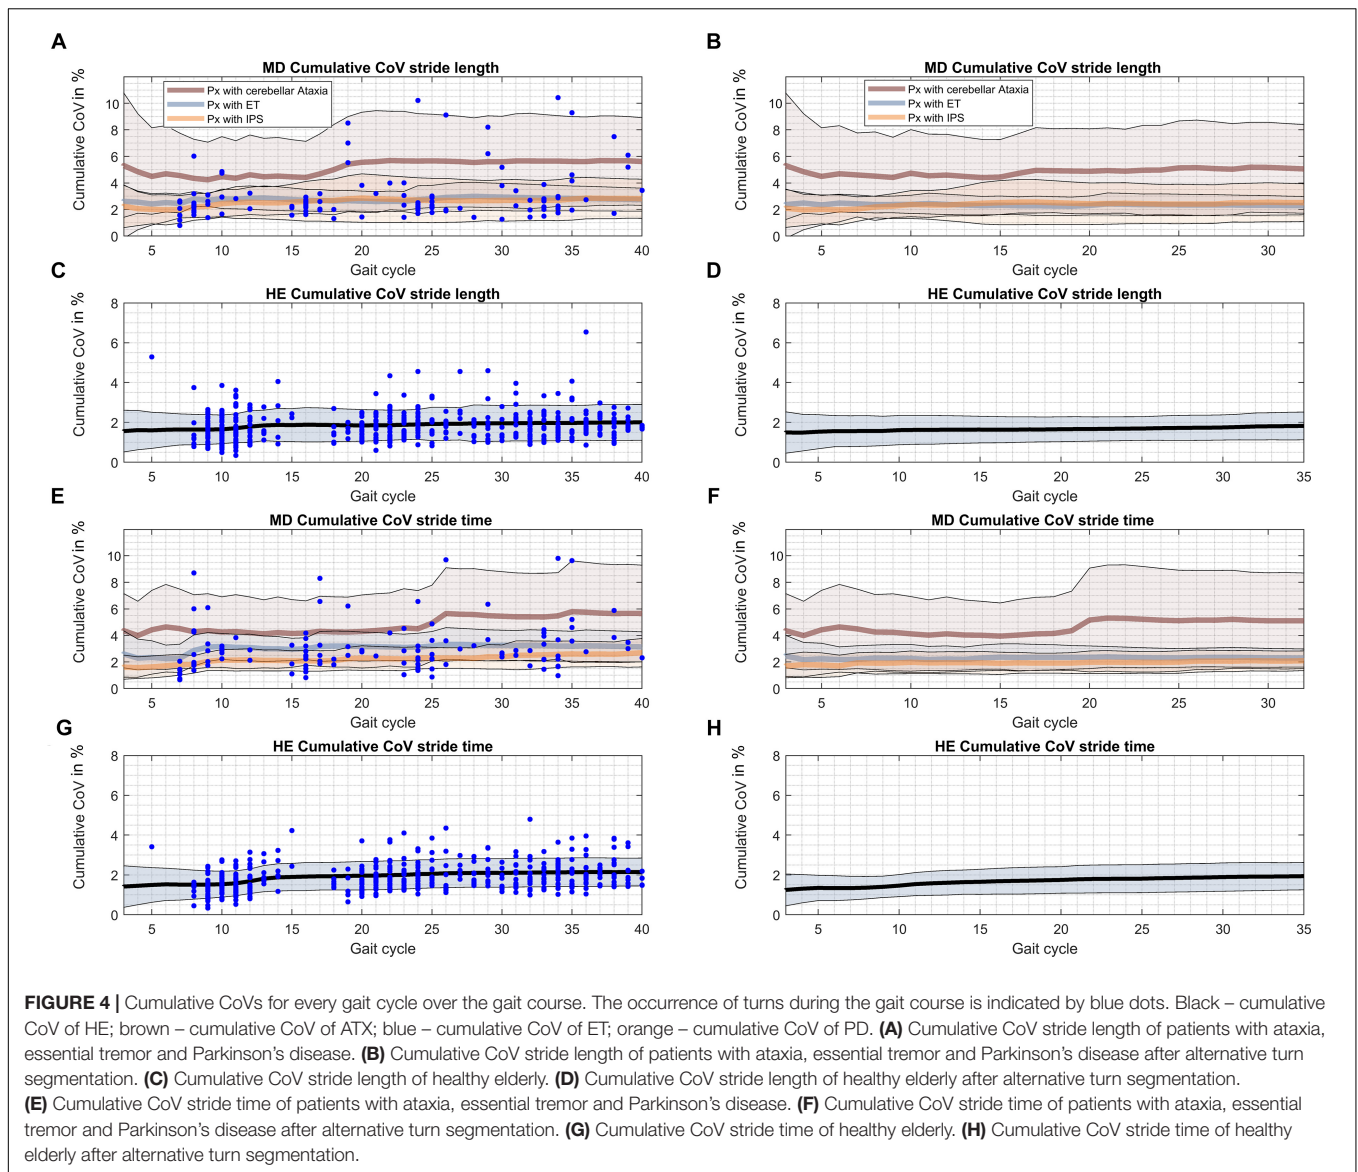 A
MD Cumulative CoV stride length
Cumulative CoV in %
Px with cerebellar Ataxia
Px with ET
Px with IPS
10
8
6
4
2
0
5 10 15 20 25 30 35 40
Gait cycle
B
MD Cumulative CoV stride length
Cumulative CoV in %
Px with cerebellar Ataxia
Px with ET
Px with IPS
10
8
6
4
2
0
5 10 15 20 25 30
Gait cycle
C
HE Cumulative CoV stride length
Cumulative CoV in %
8
6
4
2
0
5 10 15 20 25 30 35 40
Gait cycle
D
HE Cumulative CoV stride length
Cumulative CoV in %
8
6
4
2
0
5 10 15 20 25 30 35
Gait cycle
E
MD Cumulative CoV stride time
Cumulative CoV in %
10
8
6
4
2
0
5 10 15 20 25 30 35 40
Gait cycle
F
MD Cumulative CoV stride time
Cumulative CoV in %
10
8
6
4
2
0
5 10 15 20 25 30
Gait cycle
G
HE Cumulative CoV stride time
Cumulative CoV in %
8
6
4
2
0
5 10 15 20 25 30 35 40
Gait cycle
H
HE Cumulative CoV stride time
Cumulative CoV in %
8
6
4
2
0
5 10 15 20 25 30 35
Gait cycle
FIGURE 4 | Cumulative CoVs for every gait cycle over the gait course. The occurrence of turns during the gait course is indicated by blue dots. Black – cumulative
CoV of HE; brown – cumulative CoV of ATX; blue – cumulative CoV of ET; orange – cumulative CoV of PD. (A) Cumulative CoV stride length of patients with ataxia,
essential tremor and Parkinson's disease. (B) Cumulative CoV stride length of patients with ataxia, essential tremor and Parkinson's disease after alternative turn
segmentation. (C) Cumulative CoV stride length of healthy elderly. (D) Cumulative CoV stride length of healthy elderly after alternative turn segmentation.
(E) Cumulative CoV stride time of patients with ataxia, essential tremor and Parkinson's disease. (F) Cumulative CoV stride time of patients with ataxia, essential
tremor and Parkinson's disease after alternative turn segmentation. (G) Cumulative CoV stride time of healthy elderly. (H) Cumulative CoV stride time of healthy
elderly after alternative turn segmentation.